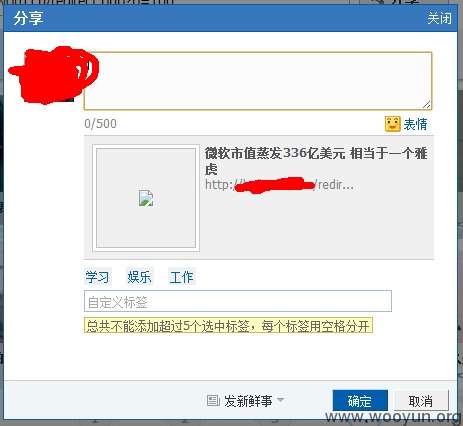 分享
关闭
0/500
表情
微软市值蒸发336亿美元 相当于一个雅
虎
http:/ /redir...
学习 娱乐 工作
自定义标签
总共不能添加超过5个选中标签，每个标签用空格分开
发新鲜事
确定
取消
www.wooyun.org